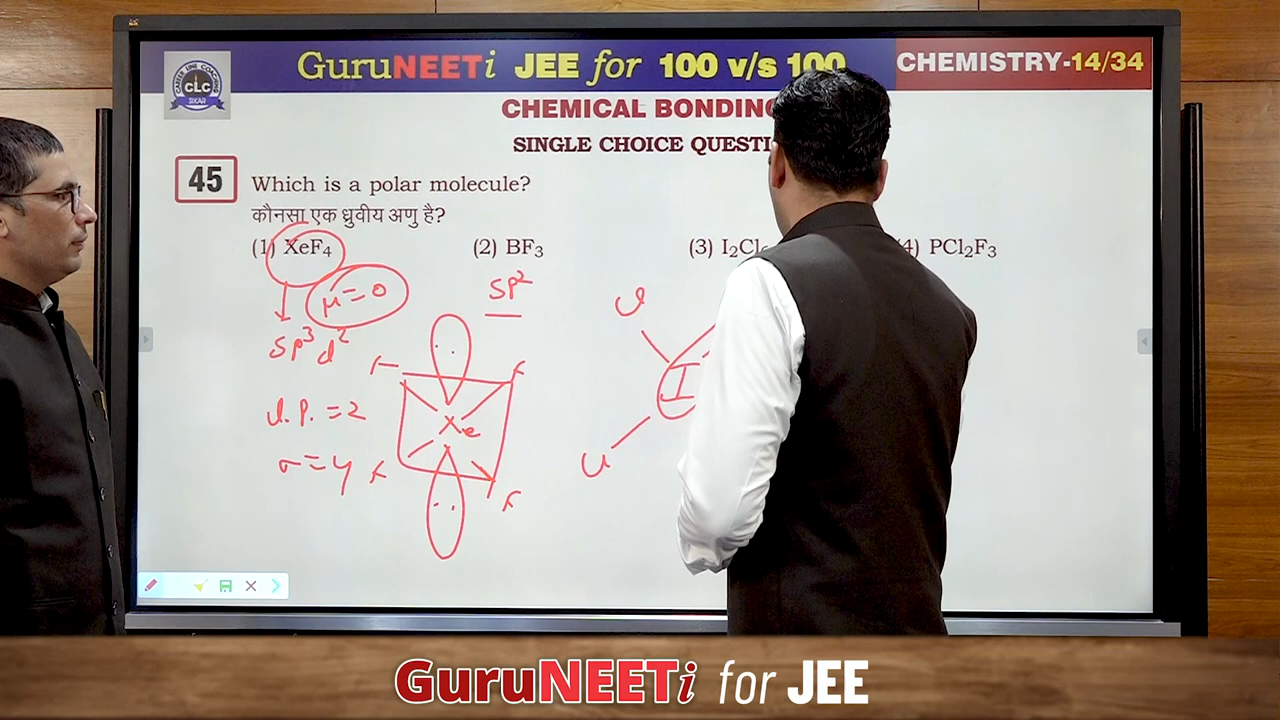 GuruNEETi JEE for 100 v/s 100
CHEMISTRY-14/34
CLC
SIKAR
CHEMICAL BONDING
SINGLE CHOICE QUESTI
45
Which is a polar molecule?
कौनसा एक ध्रुवीय अणु है?
(1) XeF₄ (2) BF₃ (3) I₂Cl₆ (4) PCl₂F₃
μ=0
sp³d²
sp²
l.P. =2
σ=4
F F
Xe
F F
Cl
I
Cl
GuruNEETi for JEE